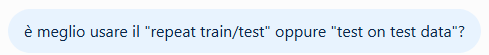 è meglio usare il "repeat train/test" oppure "test on test data"?